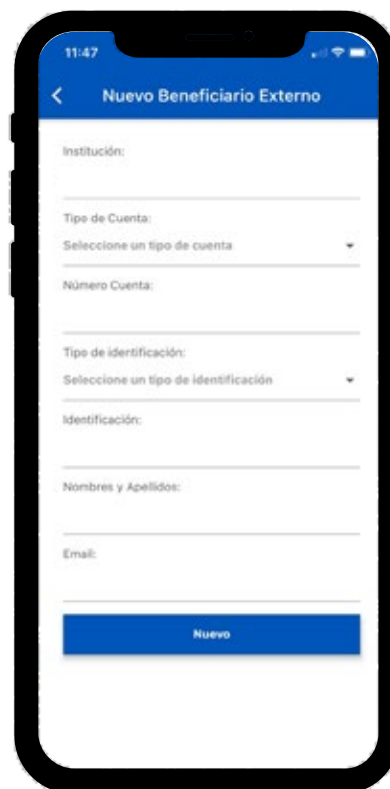 11:47
Nuevo Beneficiario Externo
Institución:
Tipo de Cuenta:
Seleccione un tipo de cuenta
Número Cuenta:
Tipo de identificación:
Seleccione un tipo de identificación
Identificación:
Nombres y Apellidos:
Email:
Nuevo